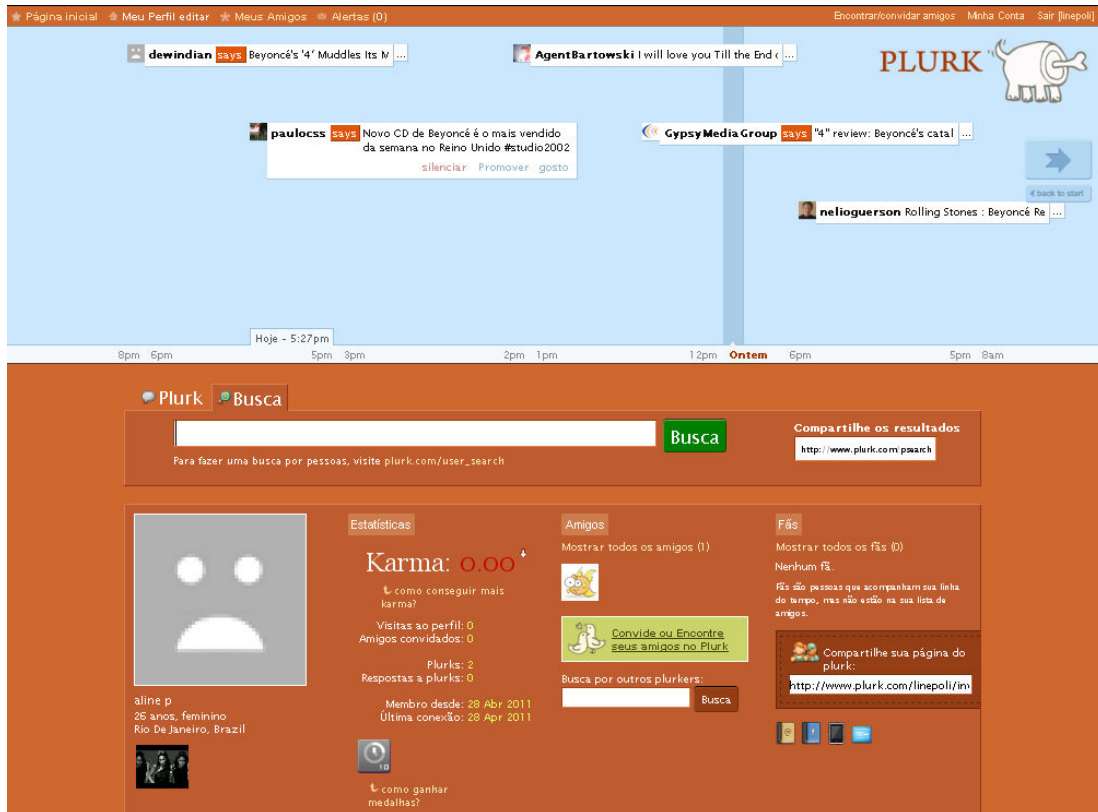 Página inicial Meu Perfil editar Meus Amigos Alertas (0)
Encontrar/convidar amigos Minha Conta Sair [linepoli]
dewindian says Beyoncé's '4' Muddles Its M ...
AgentBartowski I will love you Till the End ...
PLURK
paulocss says Novo CD de Beyoncé é o mais vendido
da semana no Reino Unido #studio2002
silenciar Promover gosto
GypsyMediaGroup says "4" review: Beyoncé's catal ...
back to start
nelioguerson Rolling Stones : Beyoncé Re ...
Hoje - 5:27pm
8pm 6pm 5pm 3pm 2pm 1pm 12pm Ontem 6pm 5pm 8am
Plurk Busca
Busca
Para fazer uma busca por pessoas, visite plurk.com/user_search
Compartilhe os resultados
http://www.plurk.com/psearch
aline p
26 anos, feminino
Rio De Janeiro, Brazil
Estatísticas
Karma: 0.00
como conseguir mais
karma?
Visitas ao perfil: 0
Amigos convidados: 0
Plurks: 2
Respostas a plurks: 0
Membro desde: 28 Abr 2011
Última conexão: 28 Apr 2011
10
como ganhar
medalhas?
Amigos
Mostrar todos os amigos (1)
Convide ou Encontre
seus amigos no Plurk
Busca por outros plurkers:
Busca
Fãs
Mostrar todos os fãs (0)
Nenhum fã.
Fãs são pessoas que acompanham sua linha
do tempo, mas não estão na sua lista de
amigos.
Compartilhe sua página do
plurk:
http://www.plurk.com/linepoli/in